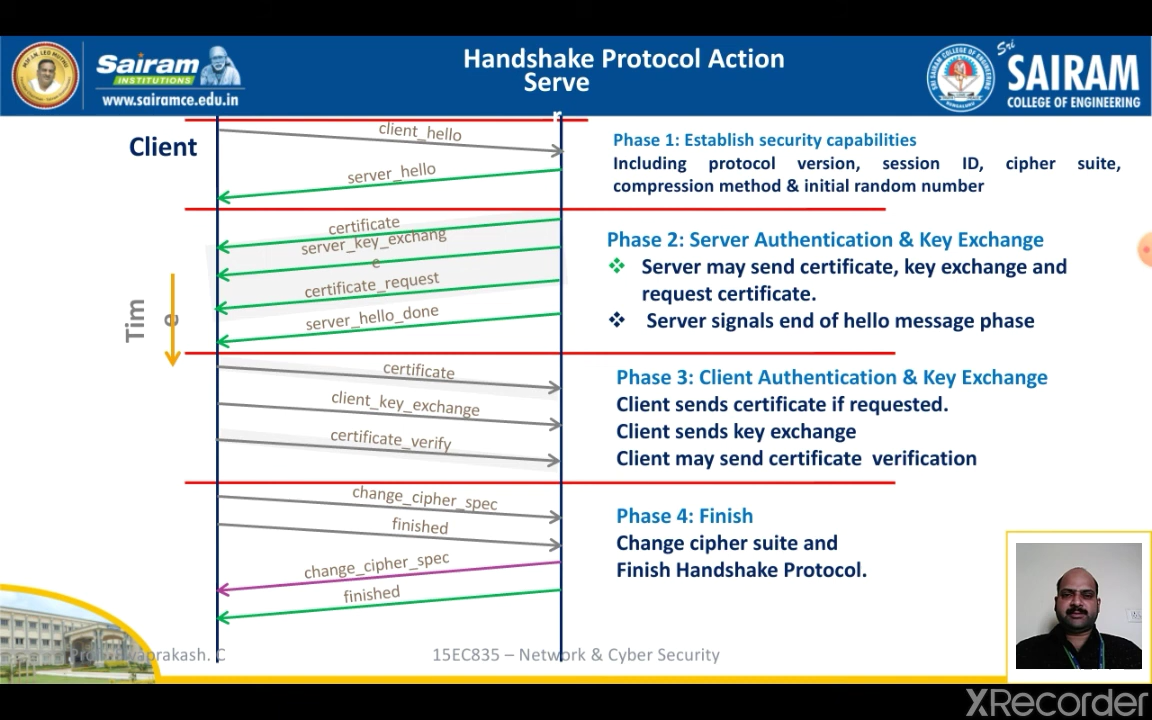 Sairam
INSTITUTIONS
www.sairamce.edu.in
Handshake Protocol Action
Serve
r
Sri
SAIRAM
COLLEGE OF ENGINEERING
Client
client_hello
server_hello
Phase 1: Establish security capabilities
Including protocol version, session ID, cipher suite,
compression method & initial random number
certificate
server_key_exchang
e
certificate_request
server_hello_done
Phase 2: Server Authentication & Key Exchange
Server may send certificate, key exchange and
request certificate.
Server signals end of hello message phase
Tim
e
certificate
client_key_exchange
certificate_verify
Phase 3: Client Authentication & Key Exchange
Client sends certificate if requested.
Client sends key exchange
Client may send certificate verification
change_cipher_spec
finished
change_cipher_spec
finished
Phase 4: Finish
Change cipher suite and
Finish Handshake Protocol.
C
15EC835 – Network & Cyber Security
XRecorder